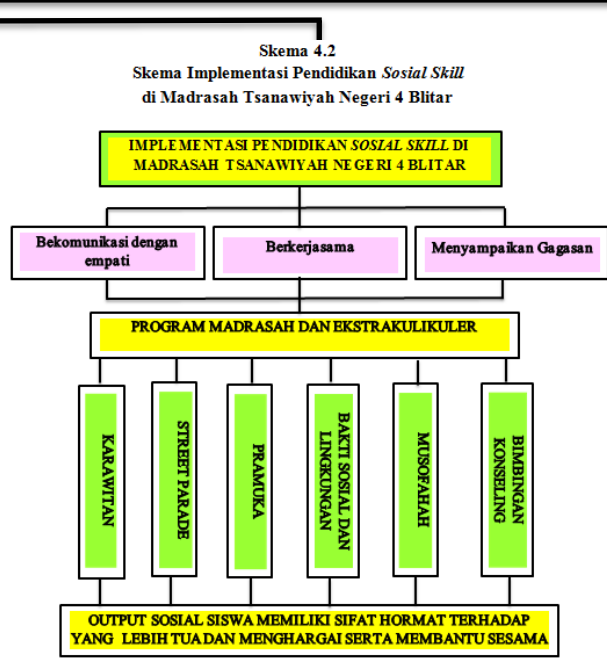 Skema 4.2
Skema Implementasi Pendidikan Sosial Skill
di Madrasah Tsanawiyah Negeri 4 Blitar
IMPLEMENTASI PENDIDIKAN SOSIAL SKILL DI
MADRASAH TSANAWIYAH NEGERI 4 BLITAR
Bekomunikasi dengan
empati
Berkerjasama
Menyampaikan Gagasan
PROGRAM MADRASAH DAN EKSTRAKULIKULER
KARAWITAN
STREET PARADE
PRAMUKA
BAKTI SOSIAL DAN
LINGKUNGAN
MUSOFAHAH
BIMBINGAN
KONSELING
OUTPUT SOSIAL SISWA MEMILIKI SIFAT HORMAT TERHADAP
YANG LEBIH TUA DAN MENGHARGAI SERTA MEMBANTU SESAMA